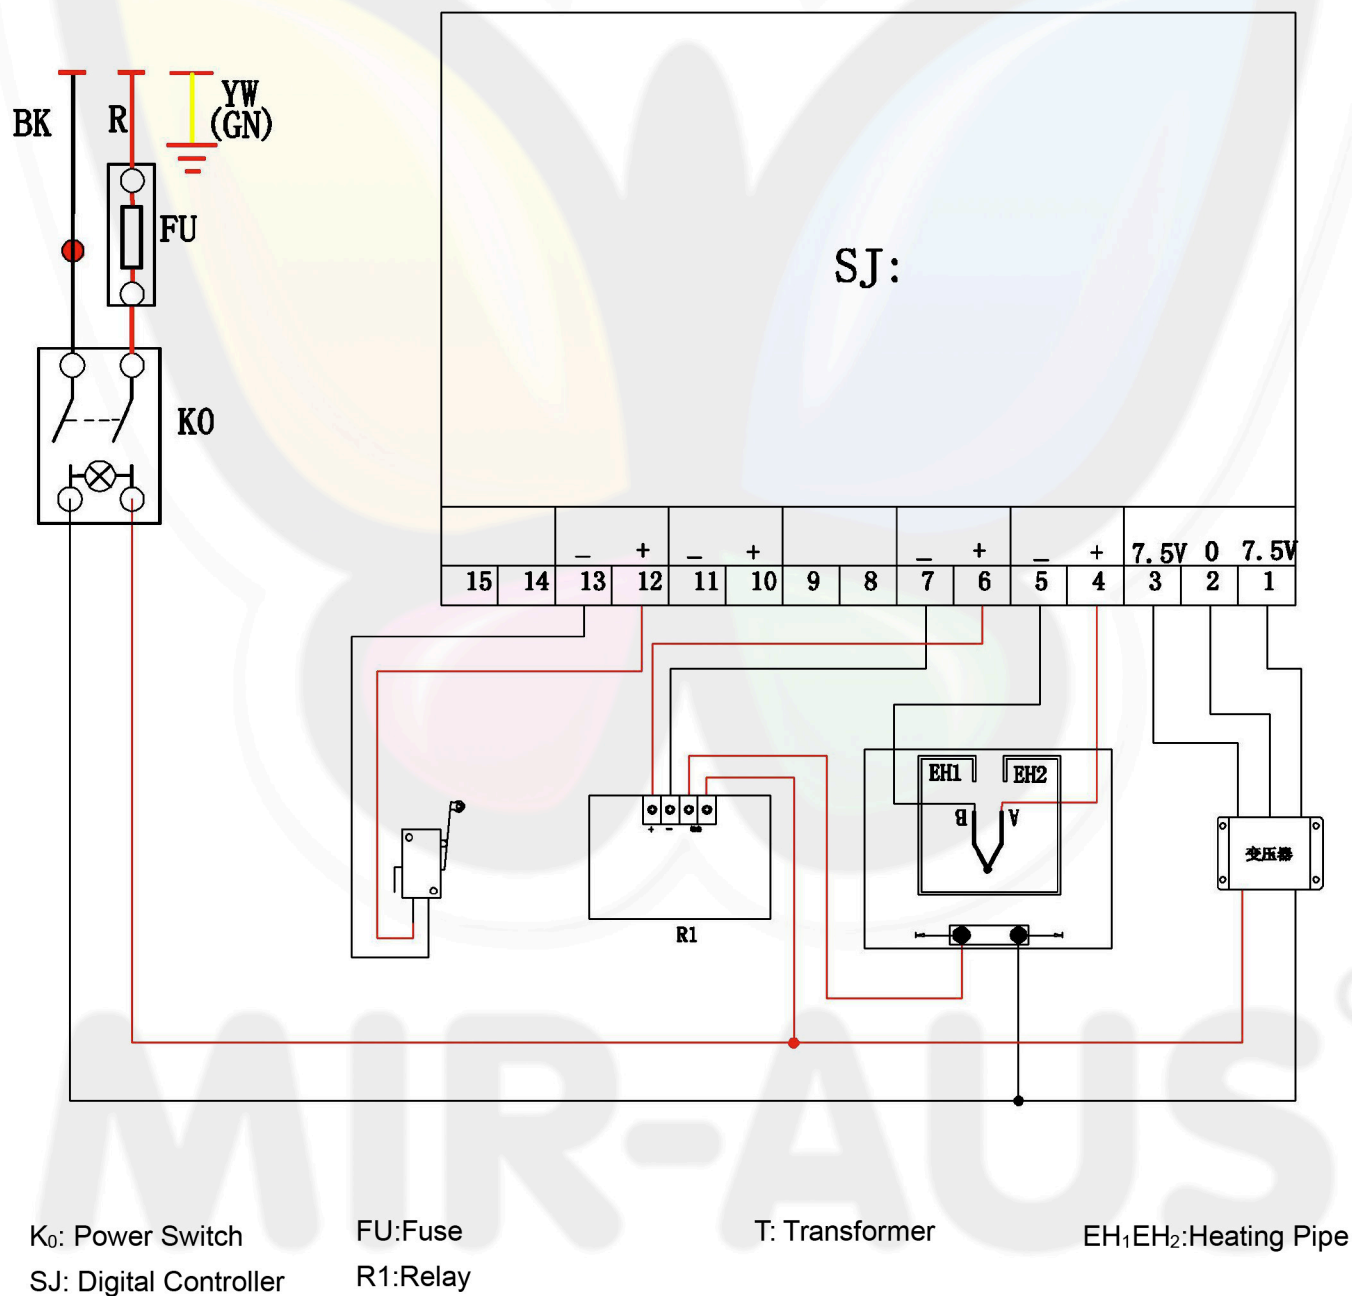 BK
R
YW
(GN)
FU
K0
SJ:
− + − + − + − + 7.5V 0 7.5V
15 14 13 12 11 10 9 8 7 6 5 4 3 2 1
EH1 EH2
B A
变压器
+ −
R1
MIR-AUS
K₀: Power Switch
FU:Fuse
T: Transformer
EH₁EH₂:Heating Pipe
SJ: Digital Controller
R1:Relay